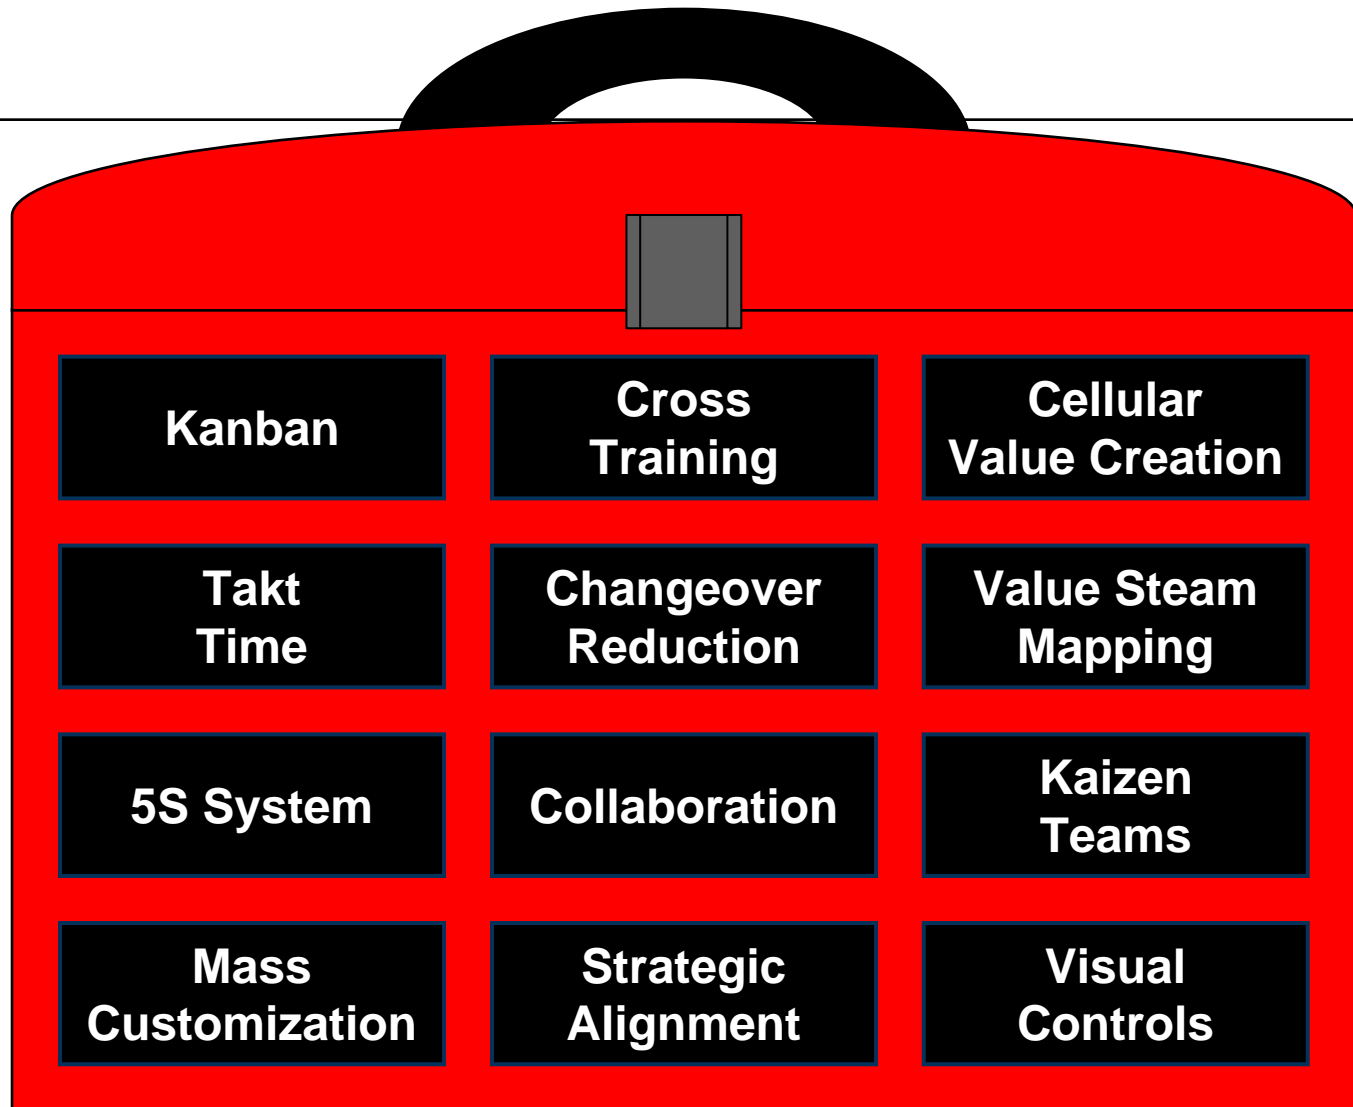 Kanban
Cross
Training
Cellular
Value Creation
Takt
Time
Changeover
Reduction
Value Steam
Mapping
5S System
Collaboration
Kaizen
Teams
Mass
Customization
Strategic
Alignment
Visual
Controls